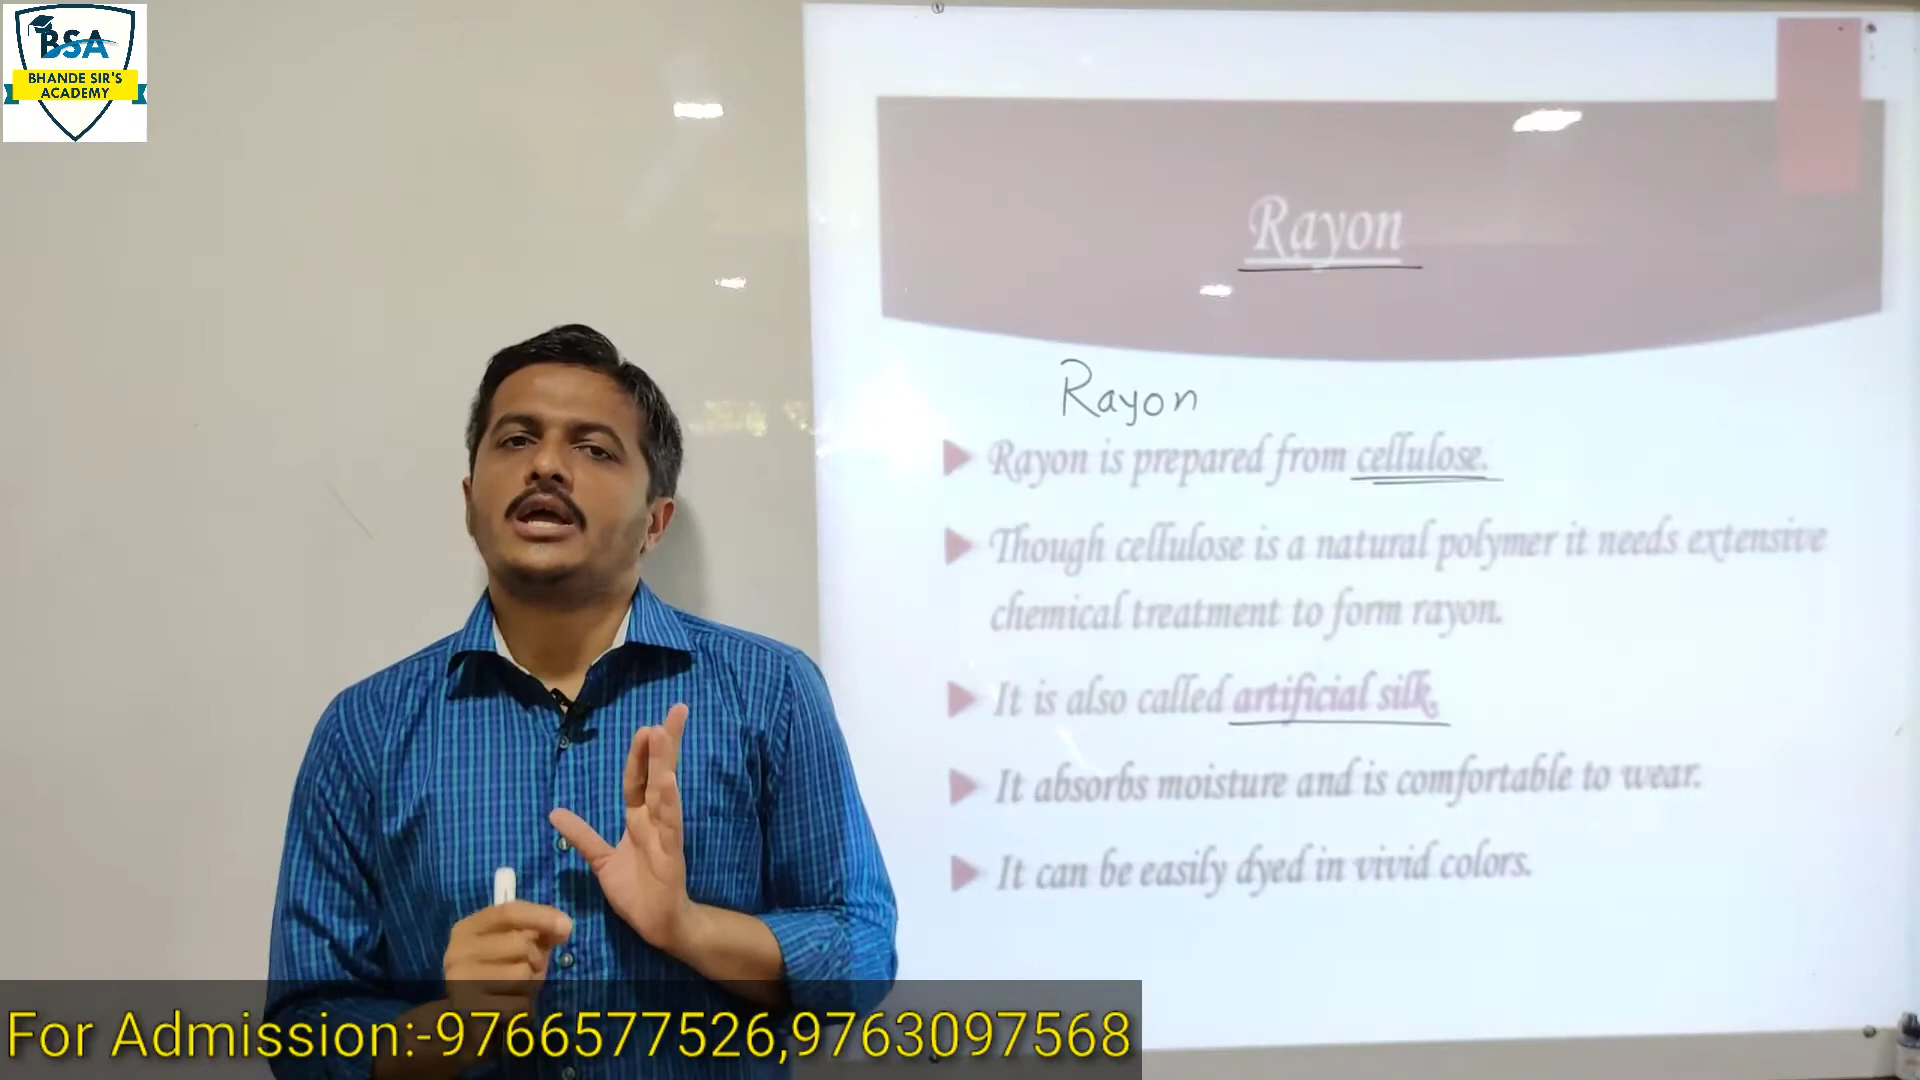 BSA
BHANDE SIR'S
ACADEMY
Rayon
Rayon
Rayon is prepared from cellulose.
Though cellulose is a natural polymer it needs extensive
chemical treatment to form rayon.
It is also called artificial silk.
It absorbs moisture and is comfortable to wear.
It can be easily dyed in vivid colors.
For Admission:-9766577526,9763097568